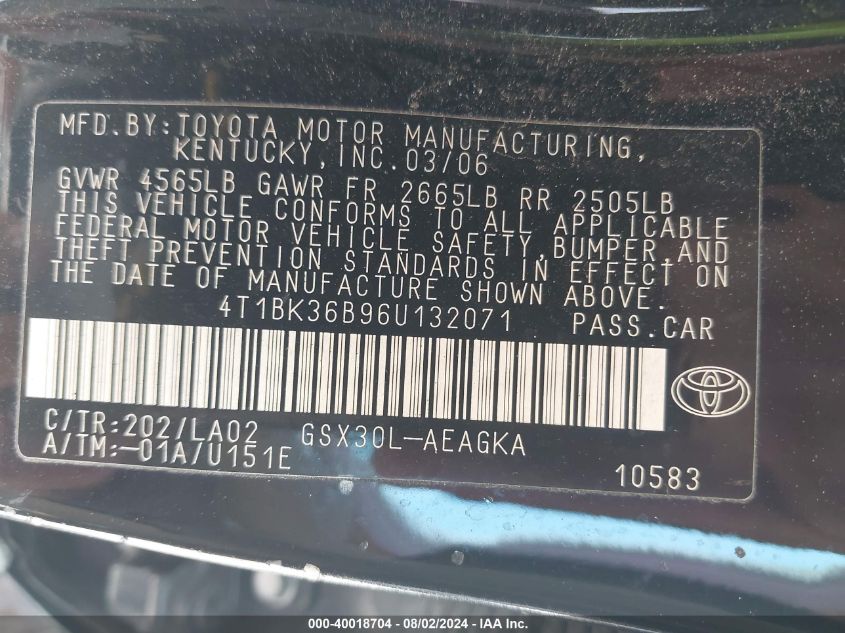 MFD.BY:TOYOTA MOTOR MANUFACTURING,
KENTUCKY, INC. 03/06
GVWR 4565LB GAWR FR 2665LB RR 2505LB
THIS VEHICLE CONFORMS TO ALL APPLICABLE
FEDERAL MOTOR VEHICLE SAFETY,BUMPER,AND
THEFT PREVENTION STANDARDS IN EFFECT ON
THE DATE OF MANUFACTURE SHOWN ABOVE.
4T1BK36B96U132071 PASS.CAR
C/TR:202/LA02 GSX30L-AEAGKA
A/TM:-01A/U151E
10583
000-40018704 - 08/02/2024 - IAAI.com